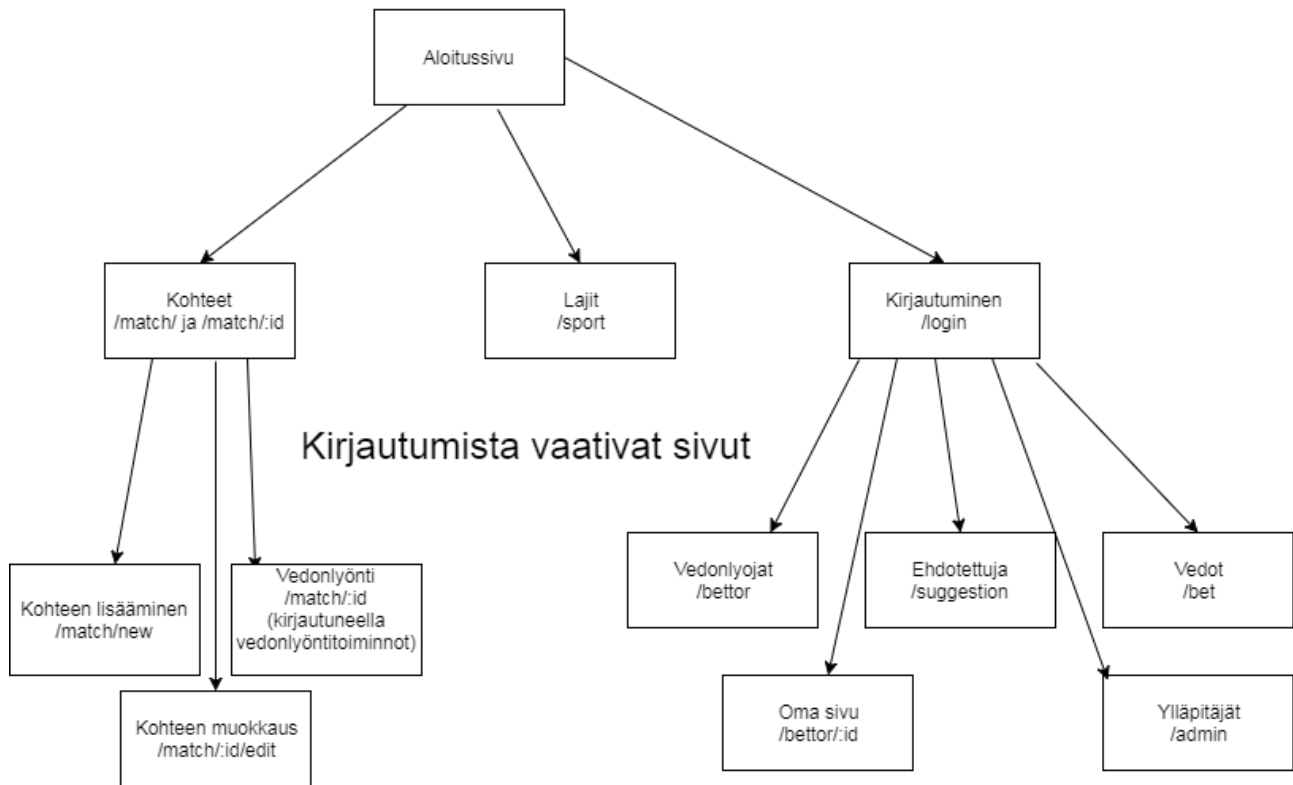 Aloitussivu
Kohteet
/match/ ja /match/:id
Lajit
/sport
Kirjautuminen
/login
Kirjautumista vaativat sivut
Kohteen lisääminen
/match/new
Vedonlyönti
/match/:id
(kirjautuneella
vedonlyöntitoiminnot)
Vedonlyojat
/bettor
Ehdotettuja
/suggestion
Vedot
/bet
Kohteen muokkaus
/match/:id/edit
Oma sivu
/bettor/:id
Ylläpitäjät
/admin